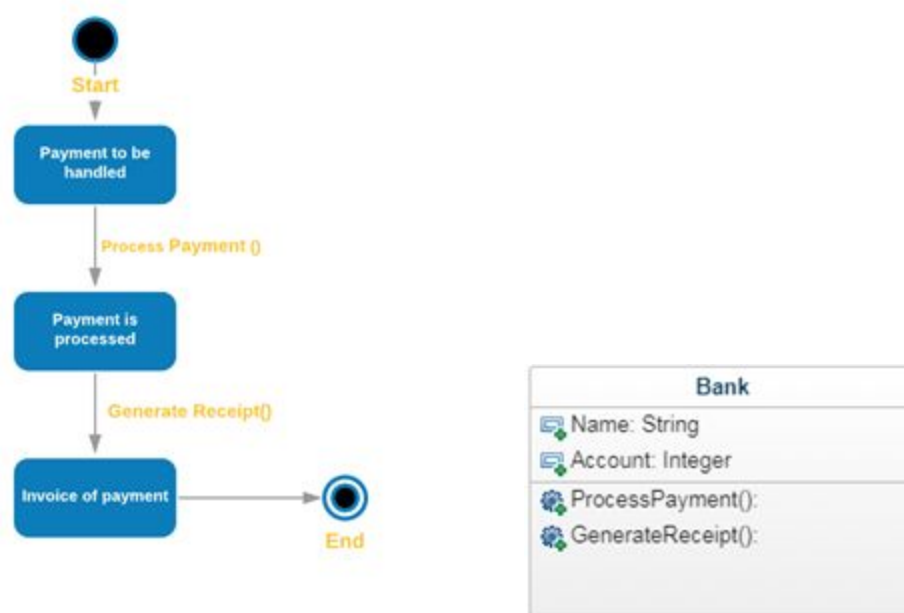 Start
Payment to be
handled
Process Payment ()
Payment is
processed
Generate Receipt()
Invoice of payment
End
Bank
Name: String
Account: Integer
ProcessPayment():
GenerateReceipt():